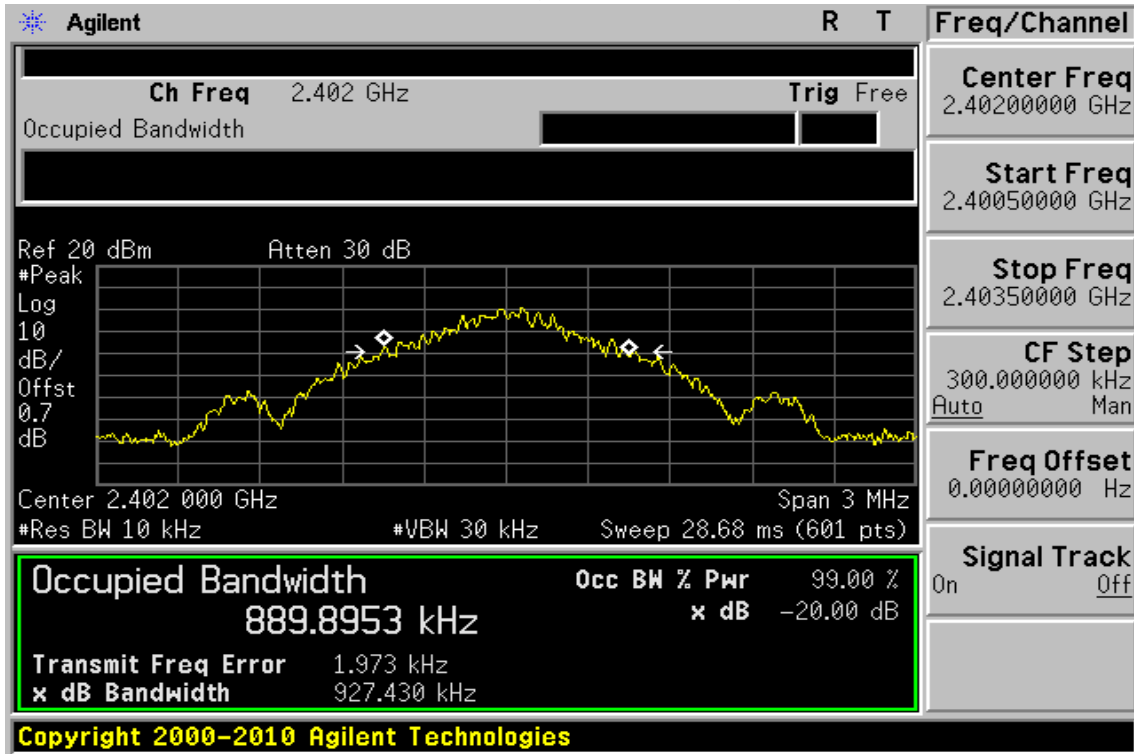 Agilent R T Freq/Channel
Ch Freq 2.402 GHz Trig Free
Occupied Bandwidth
Center Freq
2.40200000 GHz
Start Freq
2.40050000 GHz
Stop Freq
2.40350000 GHz
CF Step
300.000000 kHz
Auto Man
Freq Offset
0.00000000 Hz
Signal Track
On Off
Ref 20 dBm Atten 30 dB
#Peak
Log
10
dB/
Offst
0.7
dB
Center 2.402 000 GHz Span 3 MHz
#Res BW 10 kHz #VBW 30 kHz Sweep 28.68 ms (601 pts)
Occupied Bandwidth Occ BW % Pwr 99.00 %
889.8953 kHz x dB -20.00 dB
Transmit Freq Error 1.973 kHz
x dB Bandwidth 927.430 kHz
Copyright 2000-2010 Agilent Technologies